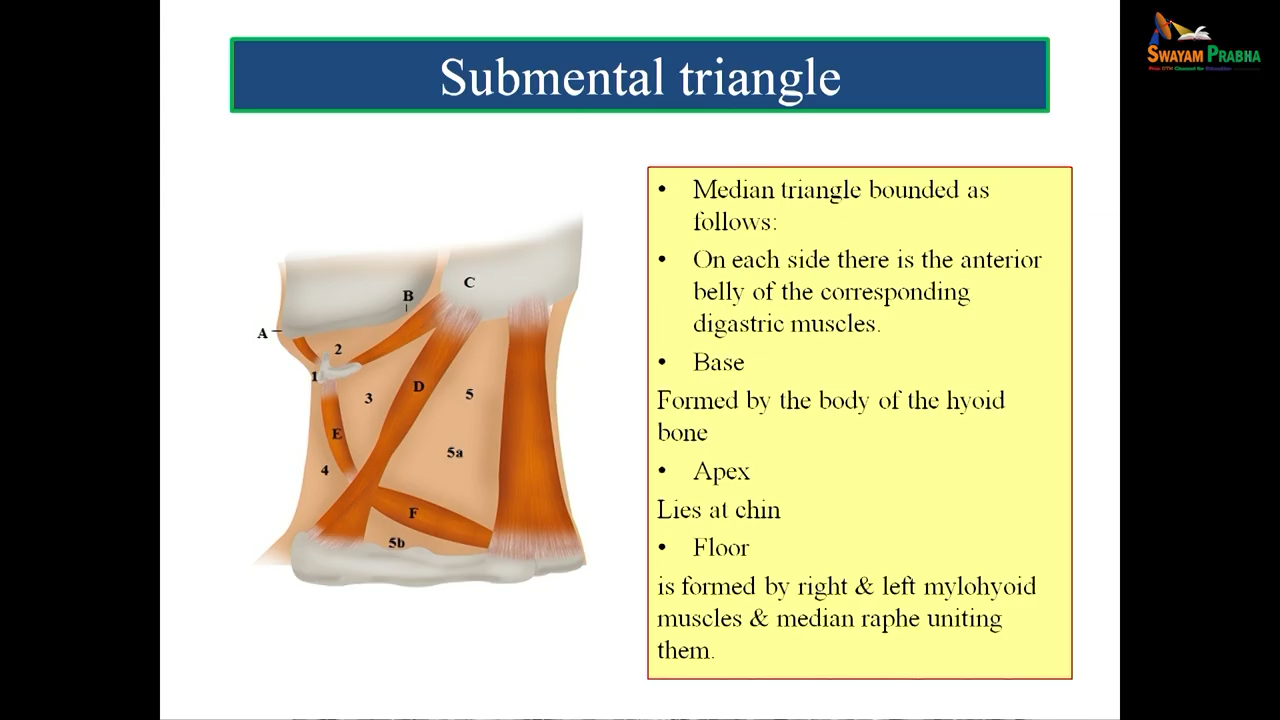 Submental triangle
SWAYAM PRABHA
• Median triangle bounded as
follows:
• On each side there is the anterior
belly of the corresponding
digastric muscles.
• Base
Formed by the body of the hyoid
bone
• Apex
Lies at chin
• Floor
is formed by right & left mylohyoid
muscles & median raphe uniting
them.
C
B
A
2
1
D
3
5
E
5a
4
F
5b